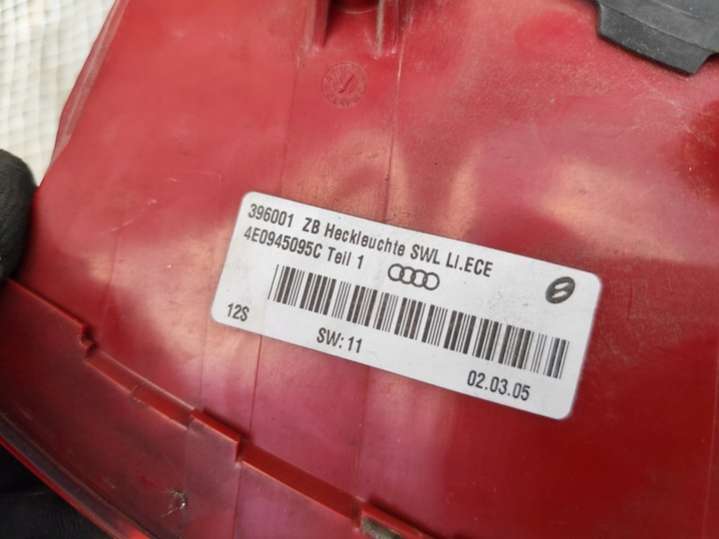 396001 ZB Heckleuchte SWL LI.ECE
4E0945095C Teil 1
12S
SW: 11
02.03.05